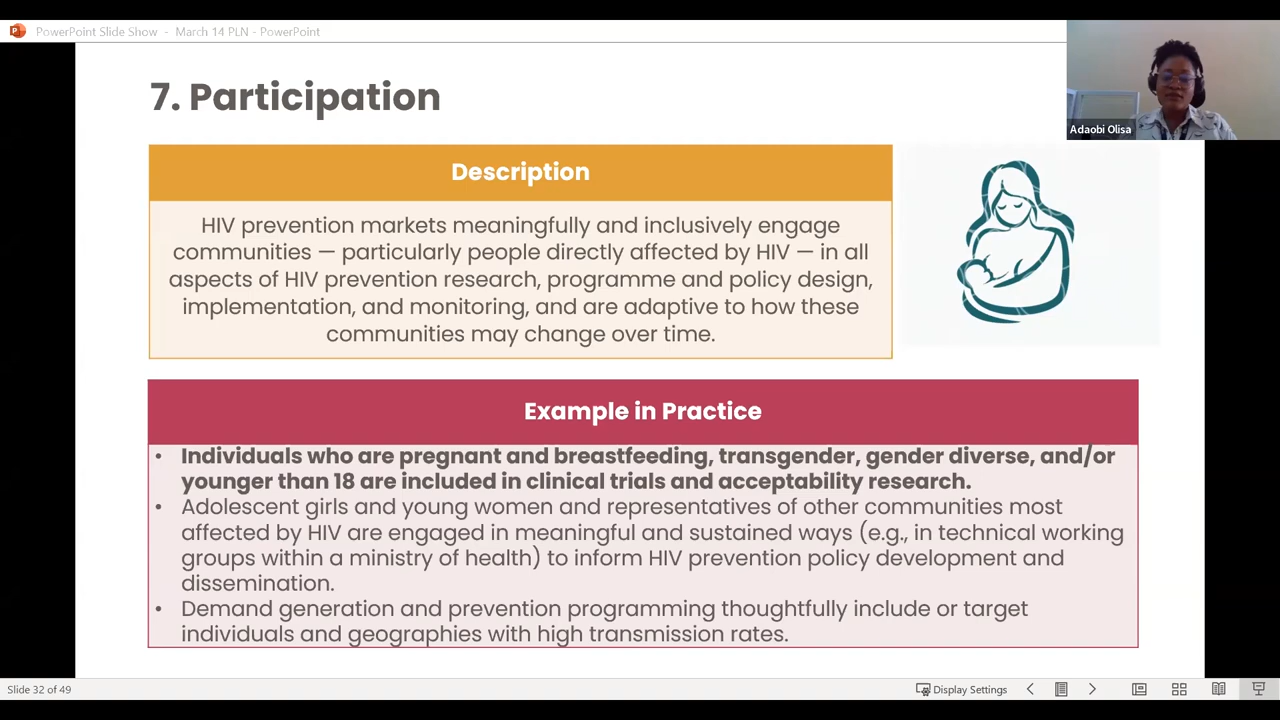 PowerPoint Slide Show - March 14 PLN - PowerPoint
Adaobi Olisa
7. Participation
Description
HIV prevention markets meaningfully and inclusively engage
communities — particularly people directly affected by HIV — in all
aspects of HIV prevention research, programme and policy design,
implementation, and monitoring, and are adaptive to how these
communities may change over time.
Example in Practice
• Individuals who are pregnant and breastfeeding, transgender, gender diverse, and/or
younger than 18 are included in clinical trials and acceptability research.
• Adolescent girls and young women and representatives of other communities most
affected by HIV are engaged in meaningful and sustained ways (e.g., in technical working
groups within a ministry of health) to inform HIV prevention policy development and
dissemination.
• Demand generation and prevention programming thoughtfully include or target
individuals and geographies with high transmission rates.
Slide 32 of 49
Display Settings